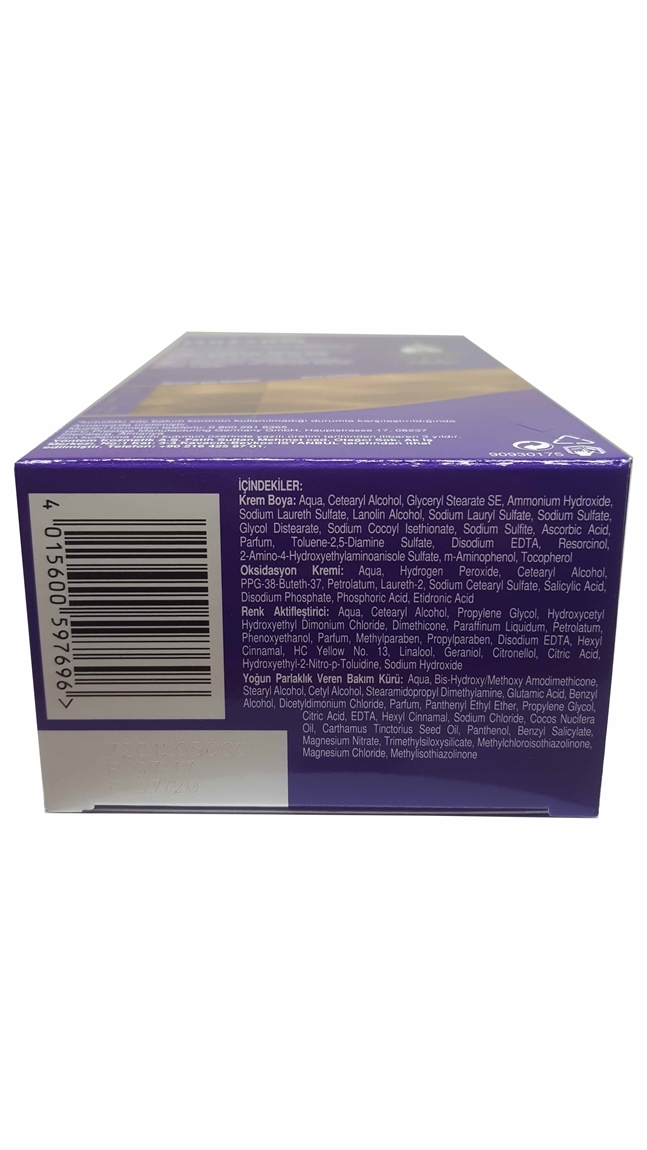 90930175
İÇİNDEKİLER:
Krem Boya: Aqua, Cetearyl Alcohol, Glyceryl Stearate SE, Ammonium Hydroxide,
Sodium Laureth Sulfate, Lanolin Alcohol, Sodium Lauryl Sulfate, Sodium Sulfate,
Glycol Distearate, Sodium Cocoyl Isethionate, Sodium Sulfite, Ascorbic Acid,
Parfum, Toluene-2,5-Diamine Sulfate, Disodium EDTA, Resorcinol,
2-Amino-4-Hydroxyethylaminoanisole Sulfate, m-Aminophenol, Tocopherol
Oksidasyon Kremi: Aqua, Hydrogen Peroxide, Cetearyl Alcohol,
PPG-38-Buteth-37, Petrolatum, Laureth-2, Sodium Cetearyl Sulfate, Salicylic Acid,
Disodium Phosphate, Phosphoric Acid, Etidronic Acid
Renk Aktifleştirici: Aqua, Cetearyl Alcohol, Propylene Glycol, Hydroxycetyl
Hydroxyethyl Dimonium Chloride, Dimethicone, Paraffinum Liquidum, Petrolatum,
Phenoxyethanol, Parfum, Methylparaben, Propylparaben, Disodium EDTA, Hexyl
Cinnamal, HC Yellow No. 13, Linalool, Geraniol, Citronellol, Citric Acid,
Hydroxyethyl-2-Nitro-p-Toluidine, Sodium Hydroxide
Yoğun Parlaklık Veren Bakım Kürü: Aqua, Bis-Hydroxy/Methoxy Amodimethicone,
Stearyl Alcohol, Cetyl Alcohol, Stearamidopropyl Dimethylamine, Glutamic Acid, Benzyl
Alcohol, Dicetyldimonium Chloride, Parfum, Panthenyl Ethyl Ether, Propylene Glycol,
Citric Acid, EDTA, Hexyl Cinnamal, Sodium Chloride, Cocos Nucifera
Oil, Carthamus Tinctorius Seed Oil, Panthenol, Benzyl Salicylate,
Magnesium Nitrate, Trimethylsiloxysilicate, Methylchloroisothiazolinone,
Magnesium Chloride, Methylisothiazolinone
4 015600 597696 >